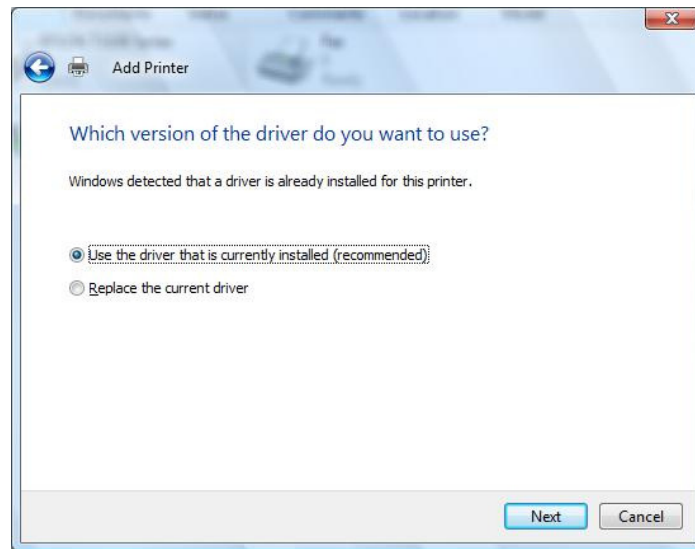 Add Printer
Which version of the driver do you want to use?
Windows detected that a driver is already installed for this printer.
Use the driver that is currently installed (recommended)
Replace the current driver
Next Cancel